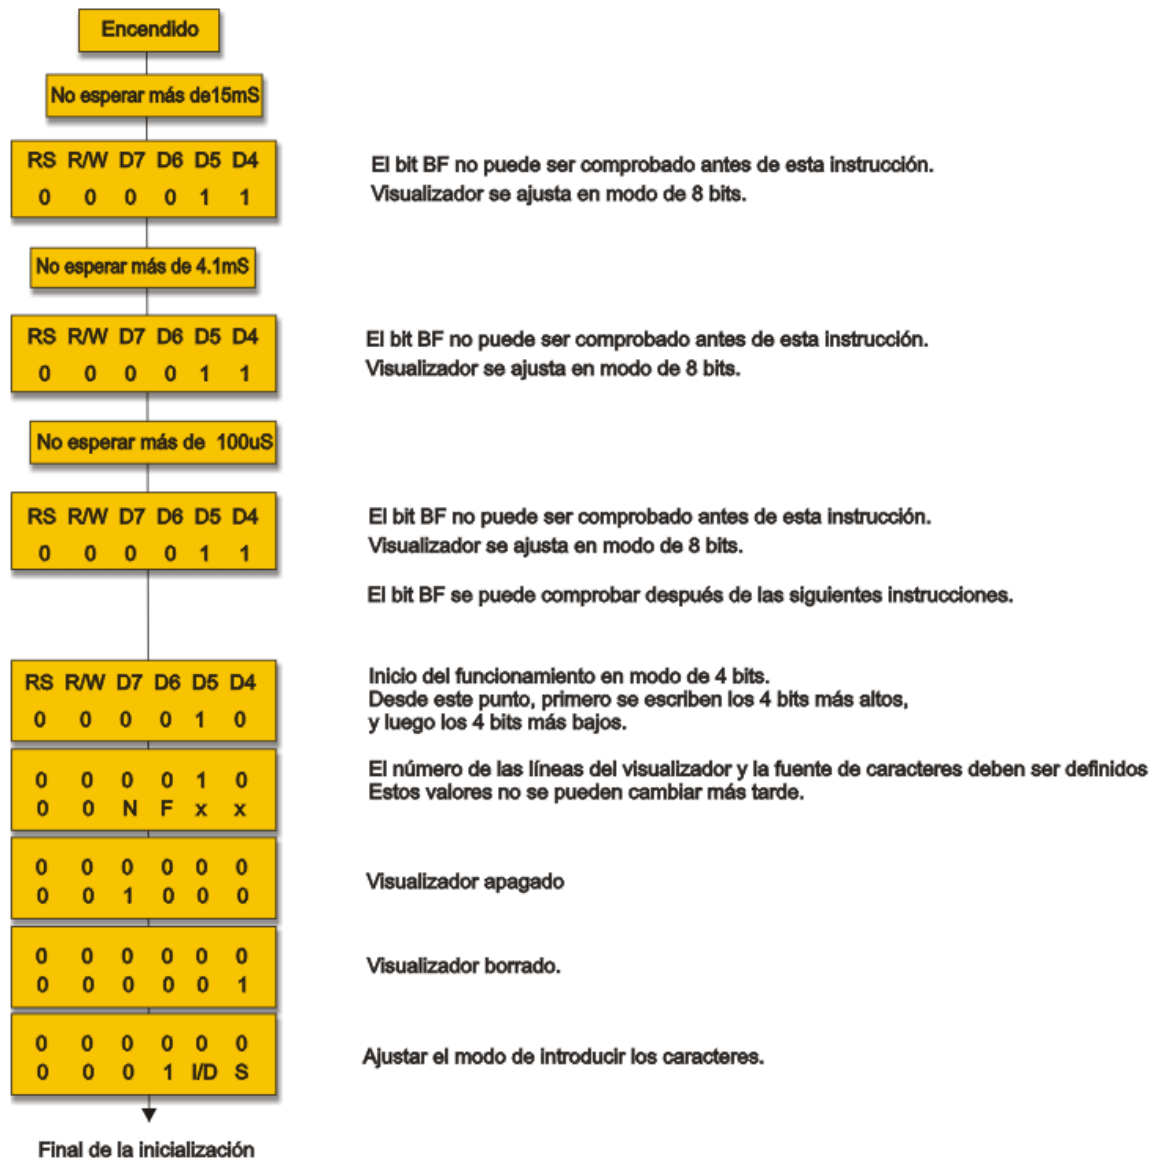 Encendido
No esperar más de15mS
RS R/W D7 D6 D5 D4
0 0 0 0 1 1
El bit BF no puede ser comprobado antes de esta instrucción.
Visualizador se ajusta en modo de 8 bits.
No esperar más de 4.1mS
RS R/W D7 D6 D5 D4
0 0 0 0 1 1
El bit BF no puede ser comprobado antes de esta instrucción.
Visualizador se ajusta en modo de 8 bits.
No esperar más de 100uS
RS R/W D7 D6 D5 D4
0 0 0 0 1 1
El bit BF no puede ser comprobado antes de esta instrucción.
Visualizador se ajusta en modo de 8 bits.
El bit BF se puede comprobar después de las siguientes instrucciones.
RS R/W D7 D6 D5 D4
0 0 0 0 1 0
Inicio del funcionamiento en modo de 4 bits.
Desde este punto, primero se escriben los 4 bits más altos,
y luego los 4 bits más bajos.
0 0 0 0 1 0
0 0 N F x x
El número de las líneas del visualizador y la fuente de caracteres deben ser definidos
Estos valores no se pueden cambiar más tarde.
0 0 0 0 0 0
0 0 1 0 0 0
Visualizador apagado
0 0 0 0 0 0
0 0 0 0 0 1
Visualizador borrado.
0 0 0 0 0 0
0 0 0 1 I/D S
Ajustar el modo de introducir los caracteres.
Final de la inicialización